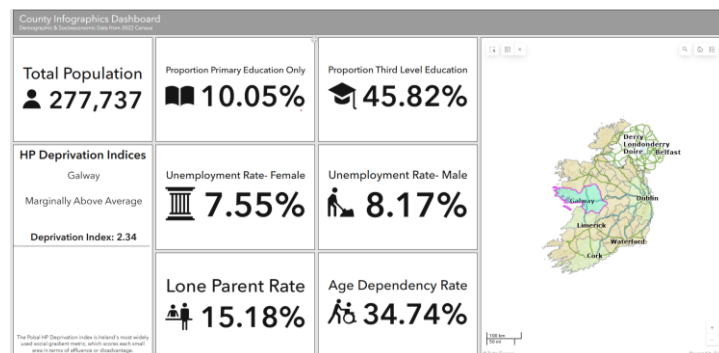 County Infographics Dashboard
Demographic & Socioeconomic Data from 2022 Census
Total Population
277,737
Proportion Primary Education Only
10.05%
Proportion Third Level Education
45.82%
HP Deprivation Indices
Galway
Marginally Above Average
Deprivation Index: 2.34
The Pobal HP Deprivation Index is Ireland's most widely
used social gradient metric, which scores each small
area in terms of affluence or disadvantage.
Unemployment Rate- Female
7.55%
Unemployment Rate- Male
8.17%
Lone Parent Rate
15.18%
Age Dependency Rate
34.74%
Derry
Londonderry
Doire
Belfast
Galway
Dublin
Limerick
Waterford
Cork
100 km
50 mi